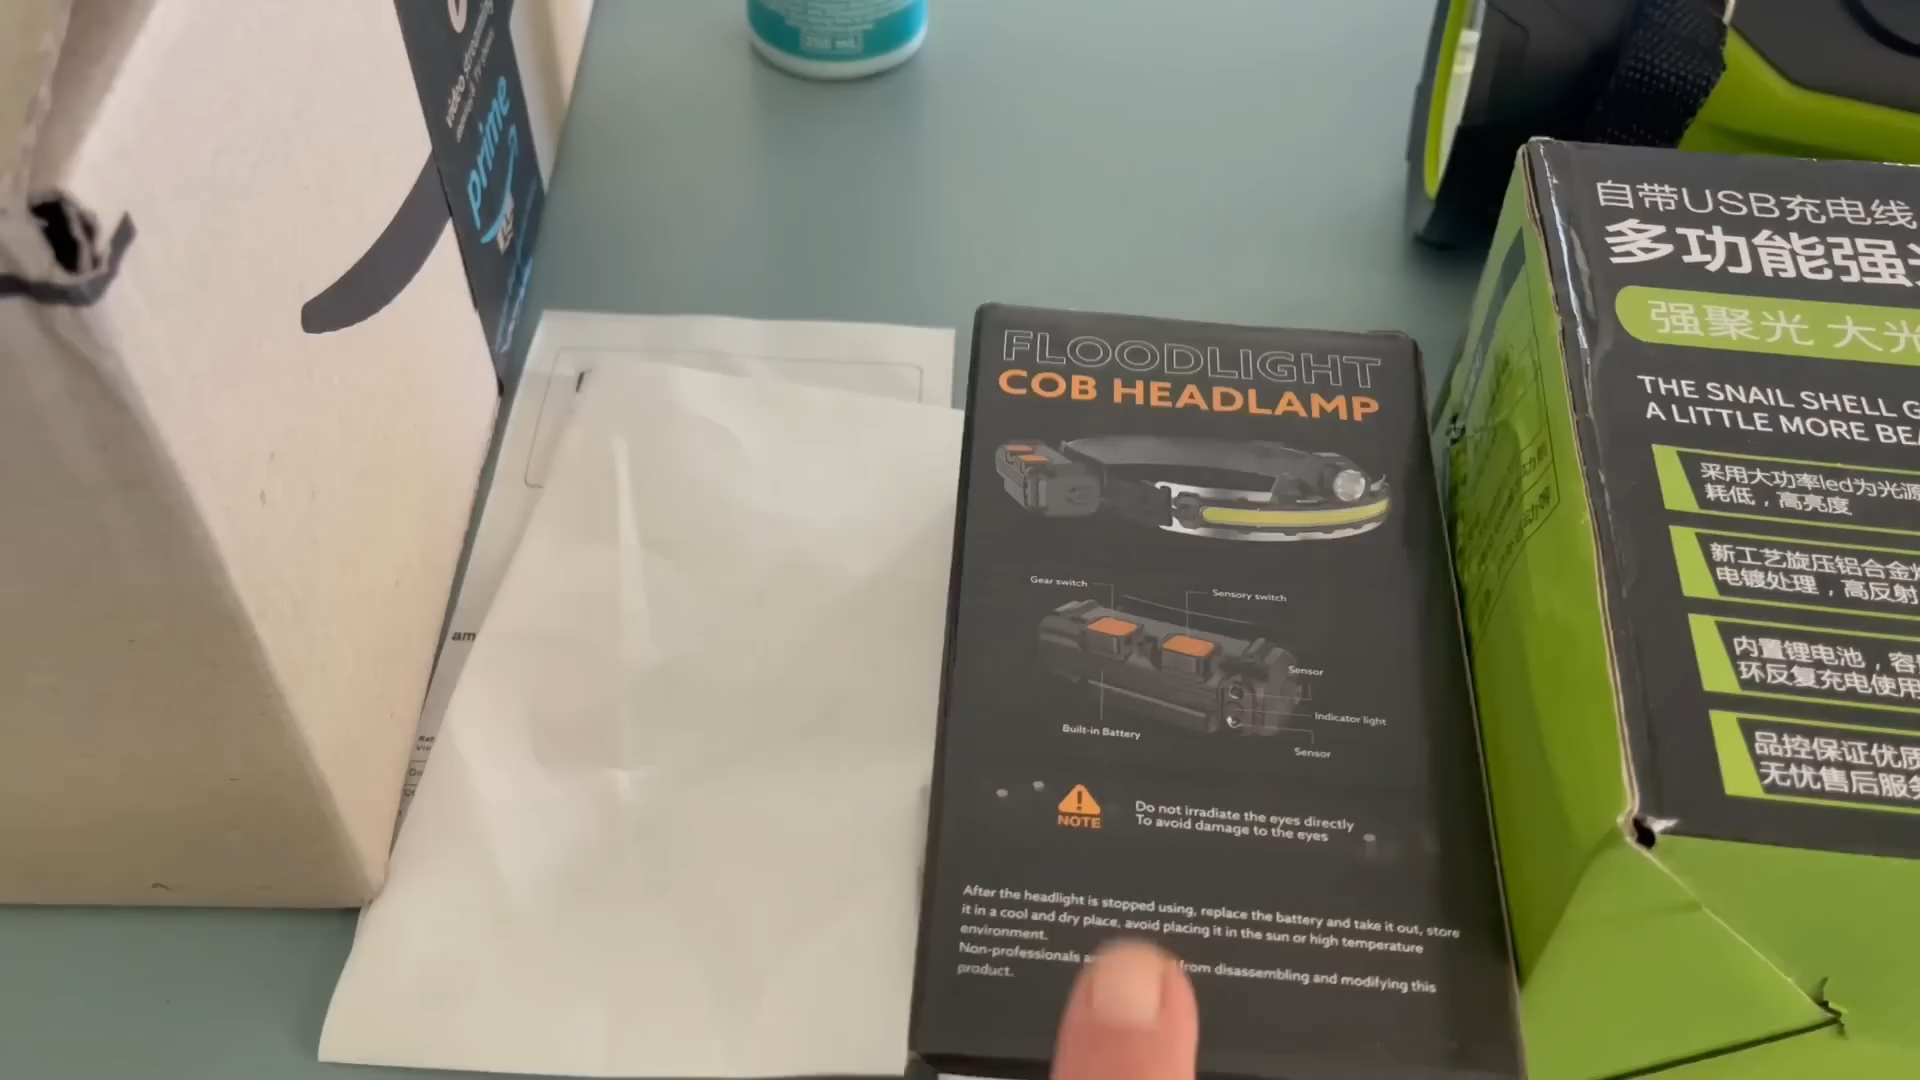 video streaming
prime
250 mL
am
FLOODLIGHT
COB HEADLAMP
Gear switch
Sensory switch
Sensor
Indicator light
Built-in Battery
Sensor
NOTE
Do not irradiate the eyes directly
To avoid damage to the eyes
After the headlight is stopped using, replace the battery and take it out, store
it in a cool and dry place, avoid placing it in the sun or high temperature
environment.
Non-professionals from disassembling and modifying this
product.
自带USB充电线
多功能强
强聚光 大光
THE SNAIL SHELL G
A LITTLE MORE BEA
采用大功率led为光源
耗低，高亮度
新工艺旋压铝合金
电镀处理，高反射
内置锂电池，容
环反复充电使用
品控保证优质
无忧售后服务